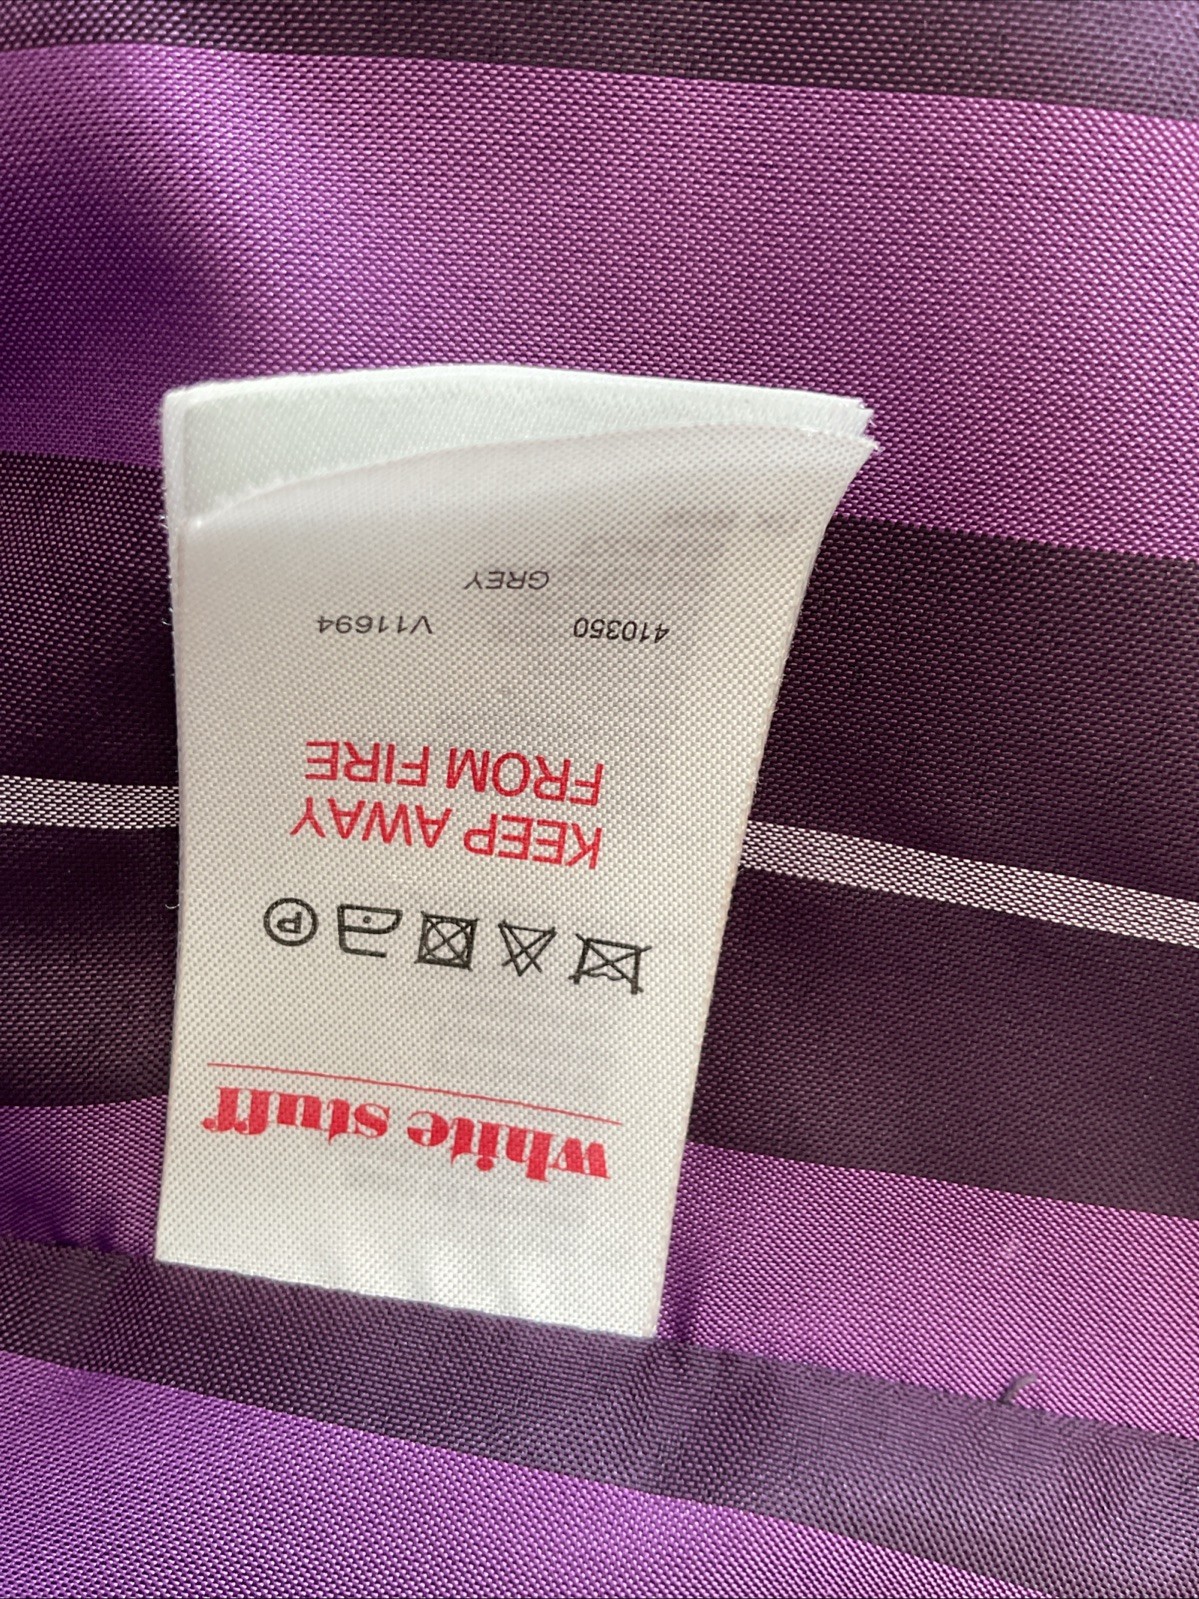 white stuff
P
KEEP AWAY
FROM FIRE
410350 V11694
GREY